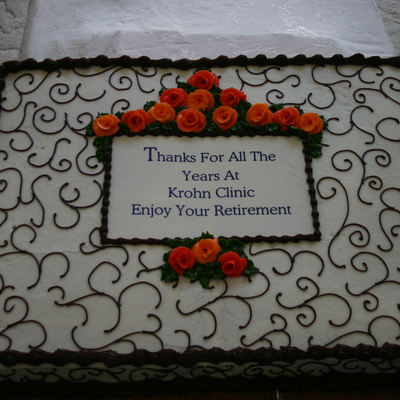 Thanks For All The
Years At
Krohn Clinic
Enjoy Your Retirement